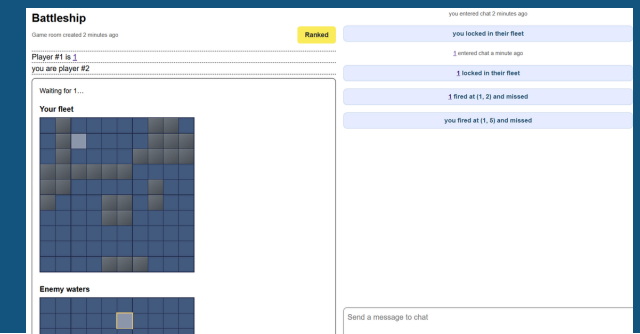 Battleship
Game room created 2 minutes ago
Ranked
Player #1 is 1
you are player #2
Waiting for 1...
Your fleet
Enemy waters
you entered chat 2 minutes ago
you locked in their fleet
1 entered chat a minute ago
1 locked in their fleet
1 fired at (1, 2) and missed
you fired at (1, 5) and missed
Send a message to chat